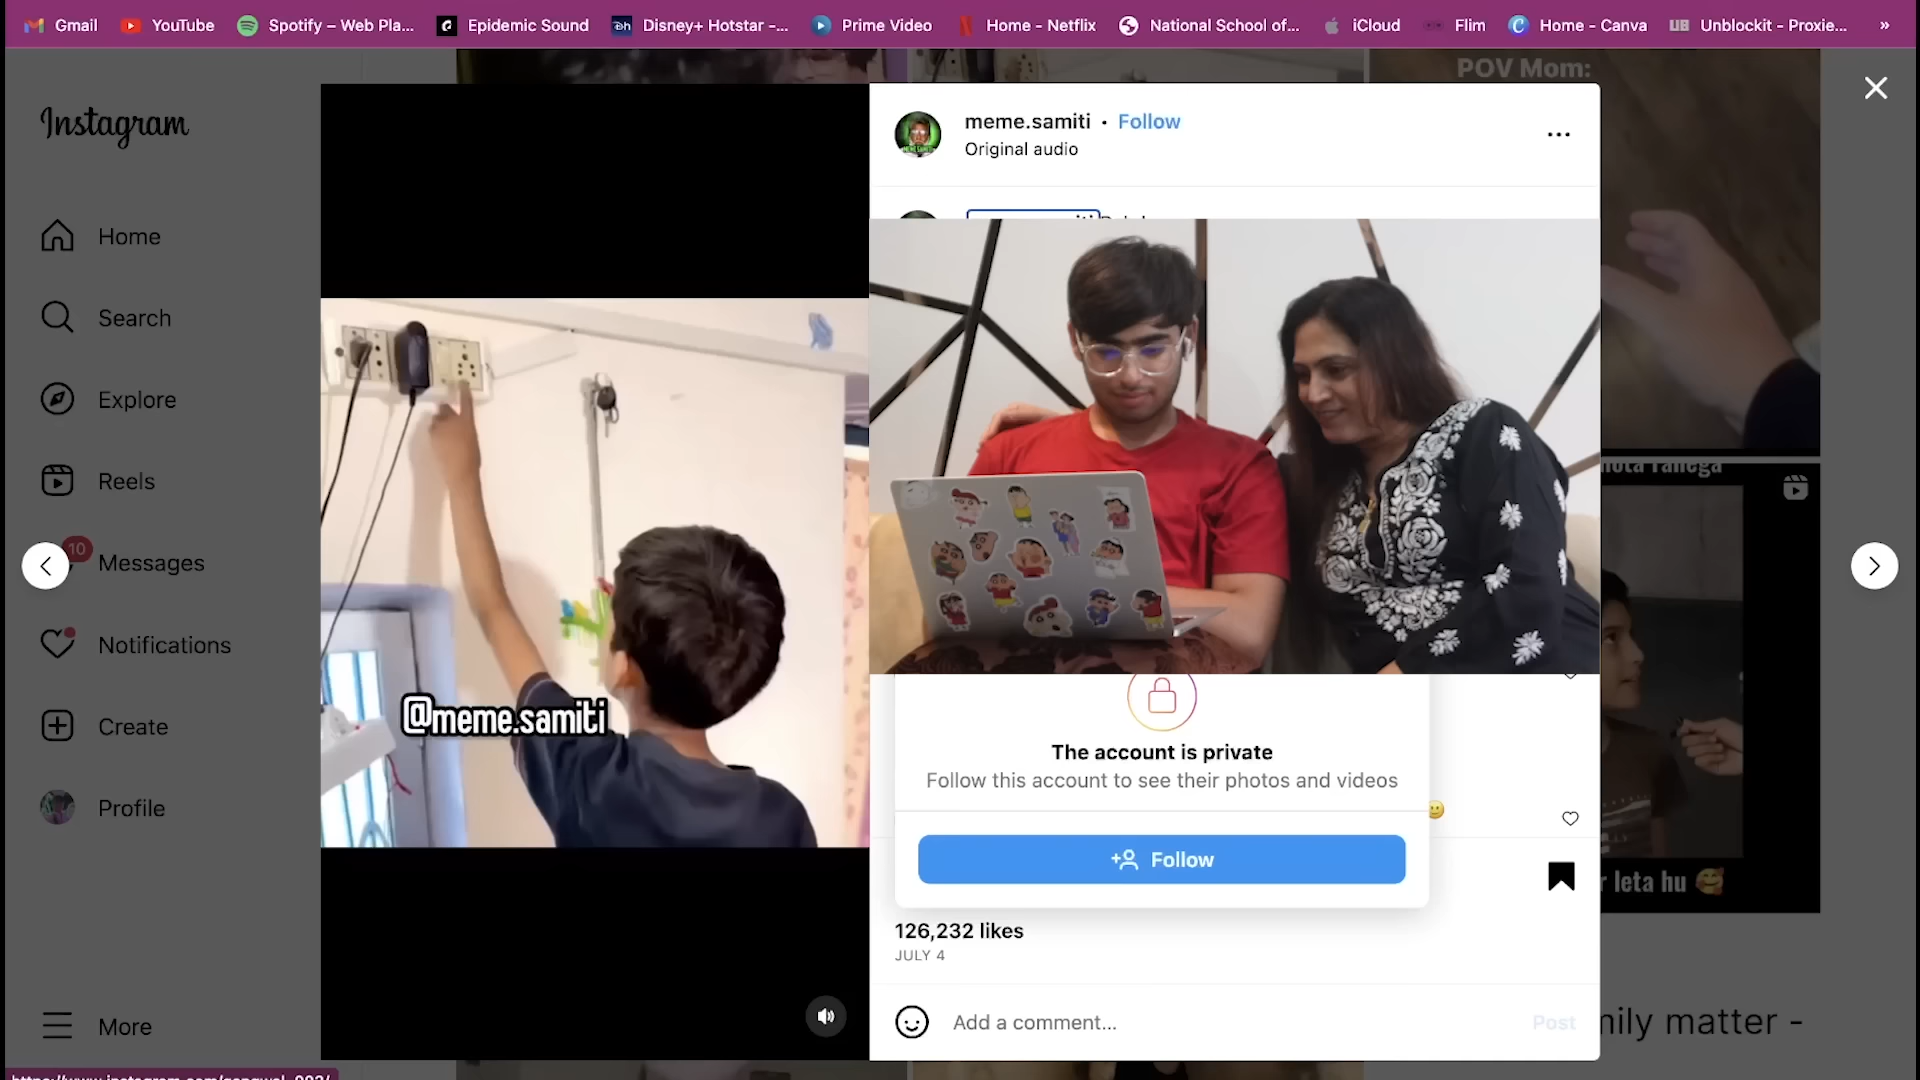 Gmail
YouTube
Spotify – Web Pla...
Epidemic Sound
Disney+ Hotstar -...
Prime Video
Home - Netflix
National School of...
iCloud
Flim
Home - Canva
UB
Unblockit - Proxie...
»
POV Mom:
Instagram
Home
Search
Explore
Reels
10
Messages
Notifications
Create
Profile
More
@meme.samiti
meme.samiti • Follow
Original audio
The account is private
Follow this account to see their photos and videos
Follow
126,232 likes
JULY 4
Add a comment...
Post
r leta hu 🥰
mily matter -